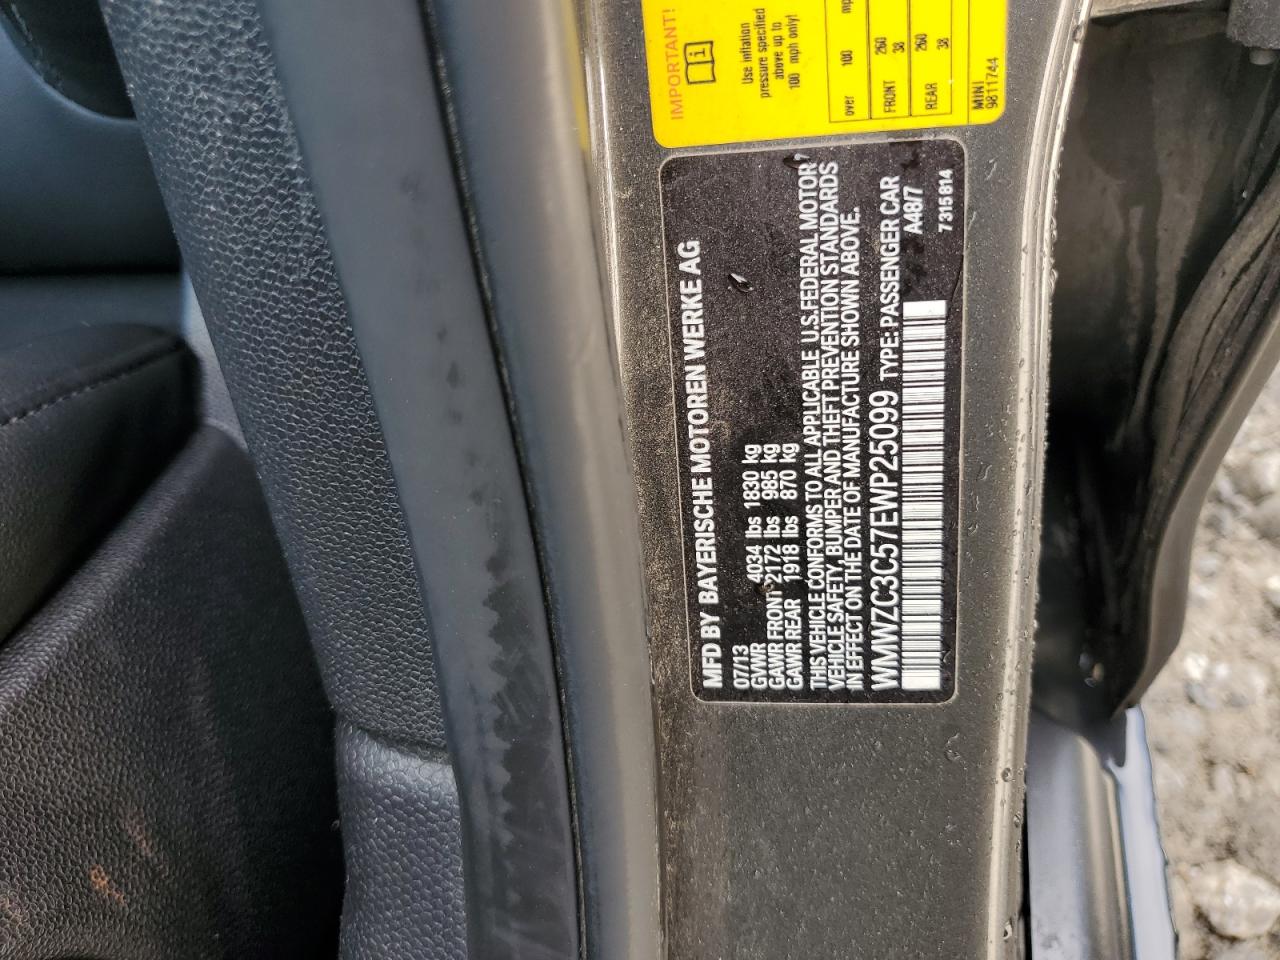 IMPORTANT!
i
Use inflation
pressure specified
above up to
100 mph only!
over 100 mp
FRONT 260
38
REAR 260
38
MINI
9811744
MFD BY BAYERISCHE MOTOREN WERKE AG
07/13
GVWR 4034 lbs 1830 kg
GAWR FRONT 2172 lbs 985 kg
GAWR REAR 1918 lbs 870 kg
THIS VEHICLE CONFORMS TO ALL APPLICABLE U.S. FEDERAL MOTOR
VEHICLE SAFETY, BUMPER AND THEFT PREVENTION STANDARDS
IN EFFECT ON THE DATE OF MANUFACTURE SHOWN ABOVE.
WMWZC3C57EWP25099 TYPE: PASSENGER CAR
A48/7
7315814